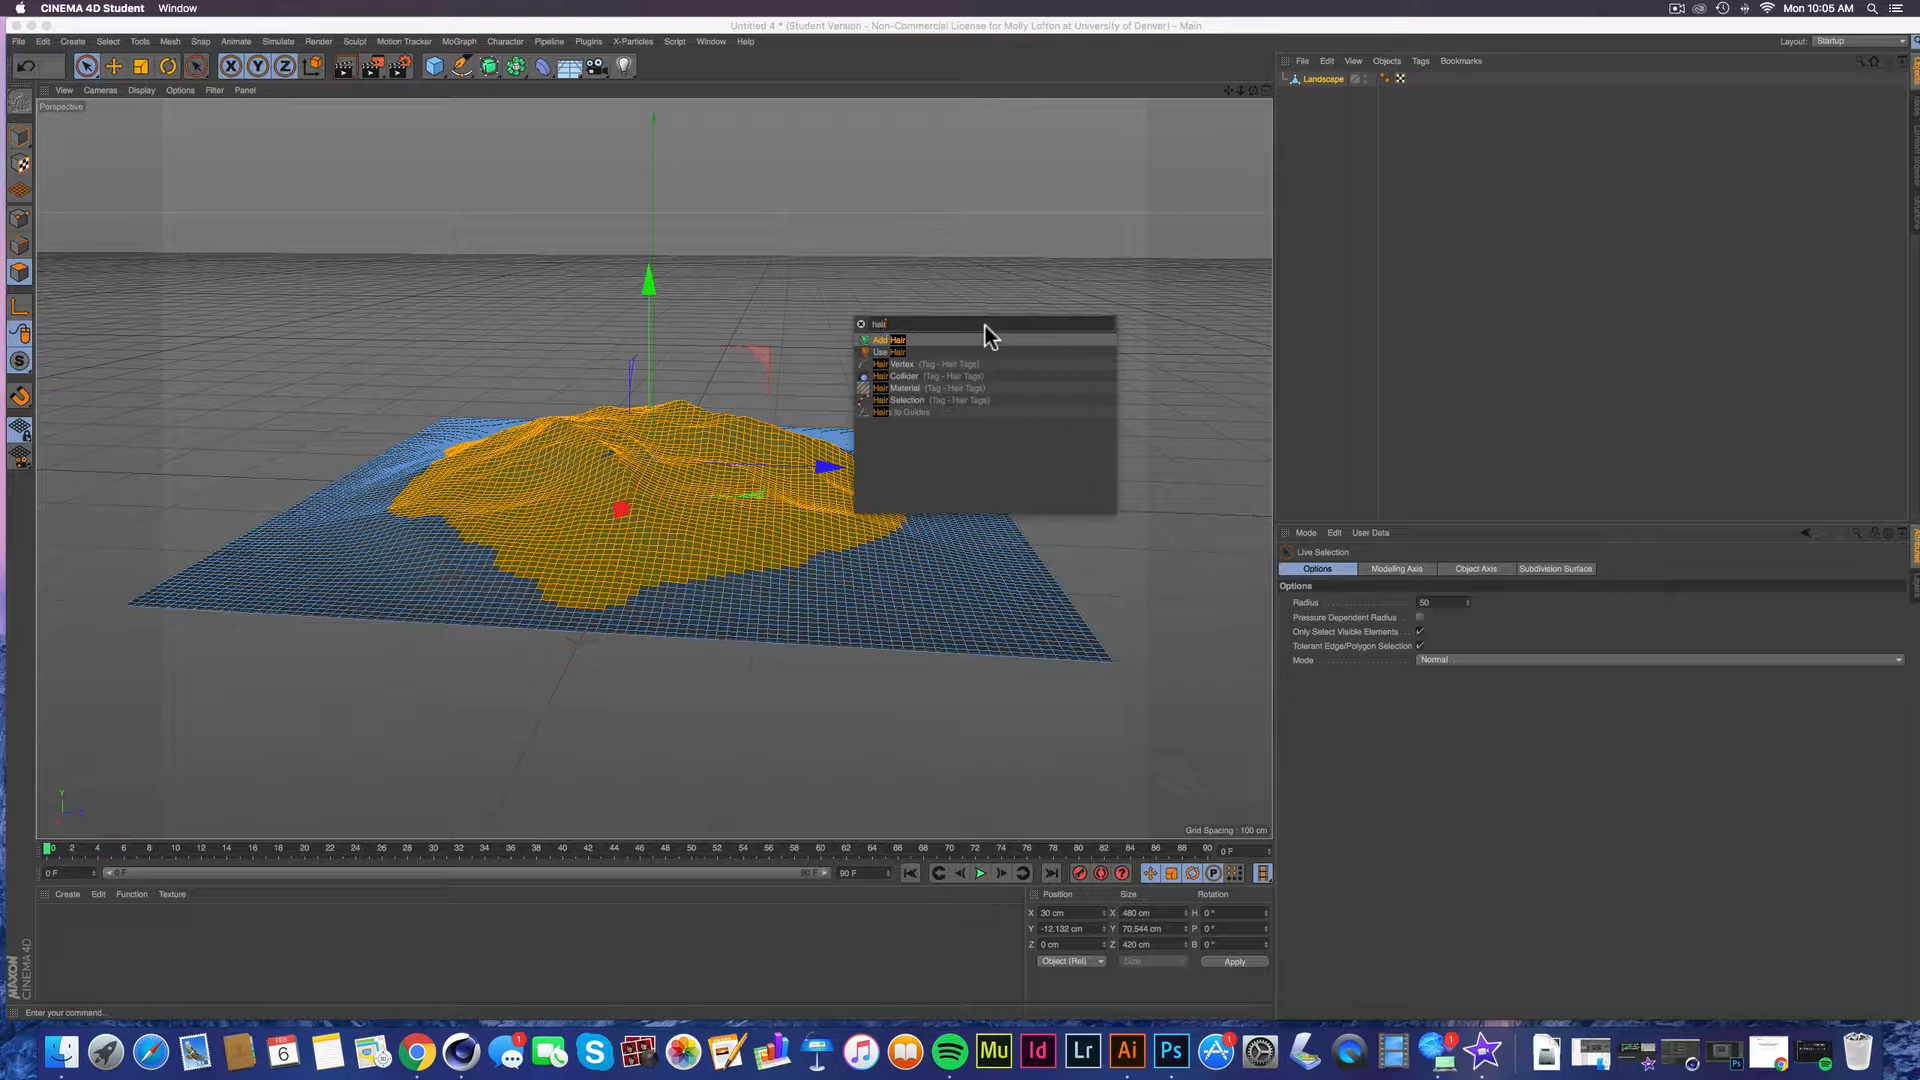 CINEMA 4D Student Window Mon 10:05 AM
Untitled 4 * (Student Version - Non-Commercial License for Molly Lofton at University of Denver) - Main
File Edit Create Select Tools Mesh Snap Animate Simulate Render Sculpt Motion Tracker MoGraph Character Pipeline Plugins X-Particles Script Window Help Layout: Startup
X Y Z
File Edit View Objects Tags Bookmarks
Landscape
View Cameras Display Options Filter Panel
Perspective
hair
Add Hair
Use Hair
Hair Vertex (Tag - Hair Tags)
Hair Collider (Tag - Hair Tags)
Hair Material (Tag - Hair Tags)
Hair Selection (Tag - Hair Tags)
Hair to Guides
Mode Edit User Data
Live Selection
Options Modeling Axis Object Axis Subdivision Surface
Options
Radius 50
Pressure Dependent Radius
Only Select Visible Elements
Tolerant Edge/Polygon Selection
Mode Normal
Y
Grid Spacing : 100 cm
0 2 4 6 8 10 12 14 16 18 20 22 24 26 28 30 32 34 36 38 40 42 44 46 48 50 52 54 56 58 60 62 64 66 68 70 72 74 76 78 80 82 84 86 88 90 0 F
0 F 0 F 90 F 90 F
Create Edit Function Texture
Position Size Rotation
X 30 cm X 480 cm H 0 °
Y -12.132 cm Y 70.544 cm P 0 °
Z 0 cm Z 420 cm B 0 °
Object (Rel) Size Apply
MAXON
CINEMA 4D
Enter your command...
FEB
6
1
Mu Id Lr Ai Ps
1
1